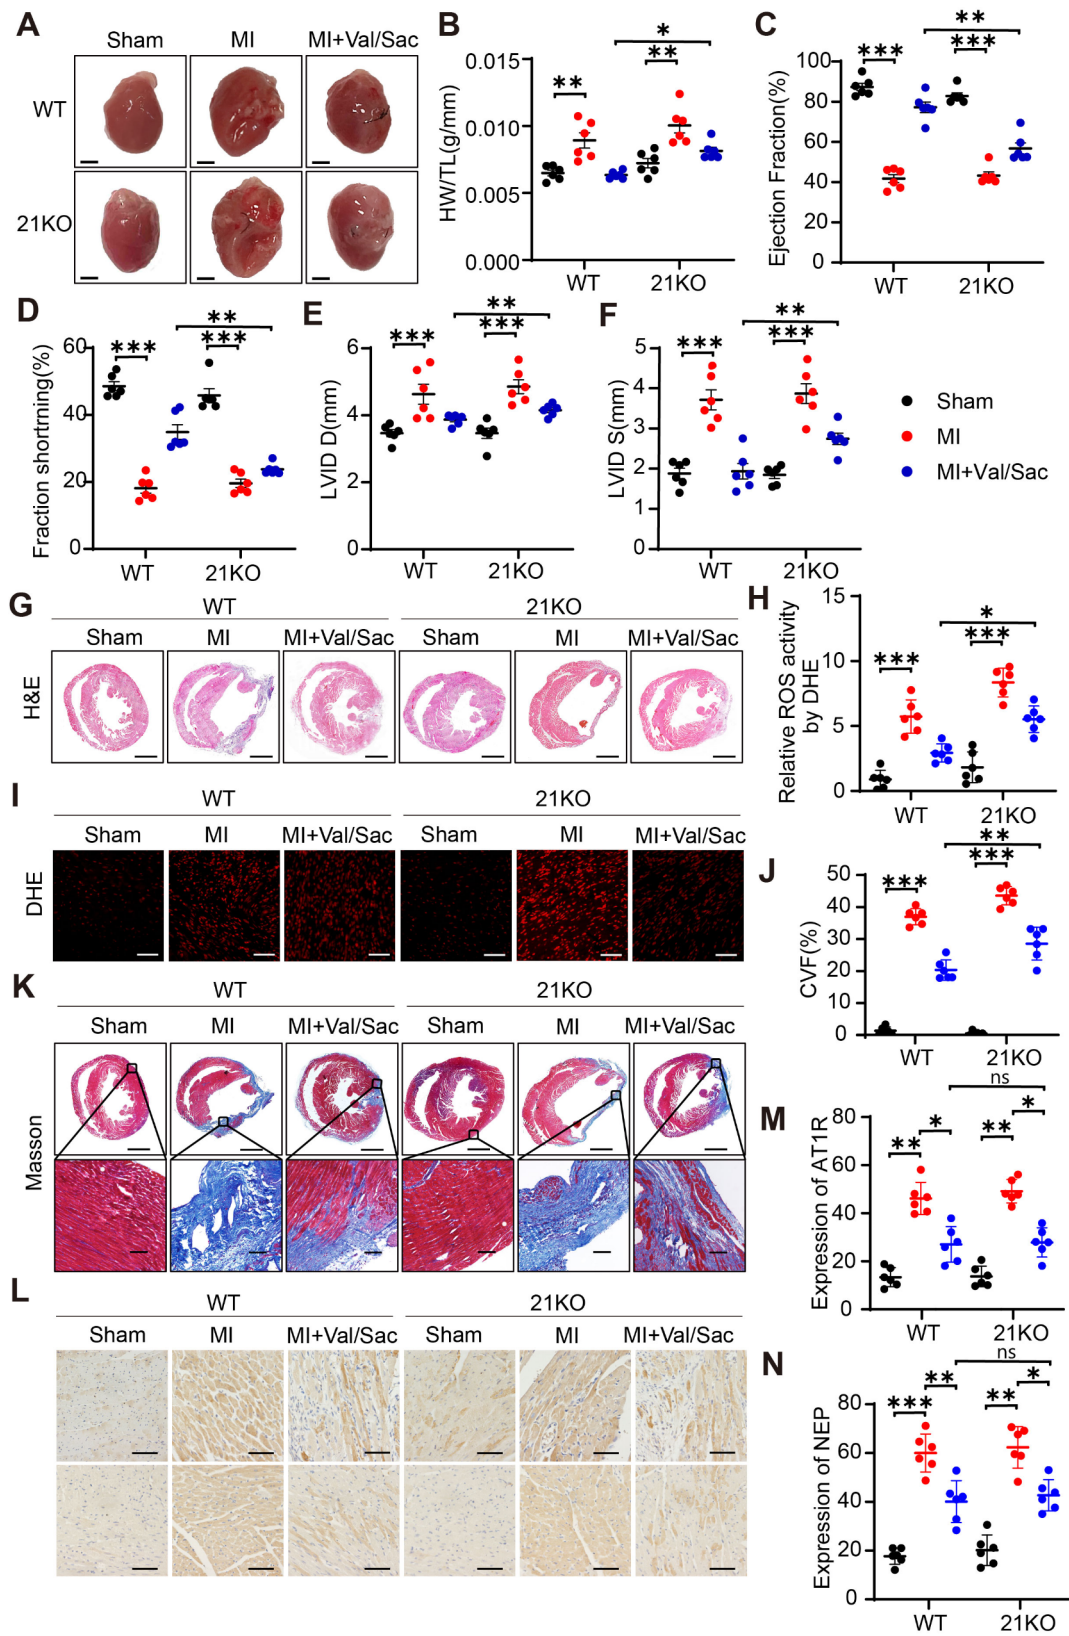 A
Sham MI MI+Val/Sac
WT
21KO
B
HW/TL(g/mm)
0.015
0.010
0.005
0.000
** ** *
WT 21KO
C
Ejection Fraction(%)
100
80
60
40
20
0
*** *** **
WT 21KO
D
Fraction shortming(%)
60
40
20
0
*** *** **
WT 21KO
E
LVID D(mm)
6
4
2
0
*** *** **
WT 21KO
F
LVID S(mm)
5
4
3
2
1
0
*** *** **
WT 21KO
Sham
MI
MI+Val/Sac
G
WT 21KO
Sham MI MI+Val/Sac Sham MI MI+Val/Sac
H&E
H
Relative ROS activity
by DHE
15
10
5
0
*** *** *
WT 21KO
I
WT 21KO
Sham MI MI+Val/Sac Sham MI MI+Val/Sac
DHE
J
CVF(%)
50
40
30
20
10
0
*** *** **
WT 21KO
K
WT 21KO
Sham MI MI+Val/Sac Sham MI MI+Val/Sac
Masson
L
WT 21KO
Sham MI MI+Val/Sac Sham MI MI+Val/Sac
M
Expression of AT1R
80
60
40
20
0
** * ** * ns
WT 21KO
N
Expression of NEP
80
60
40
20
0
*** ** ** * ns
WT 21KO